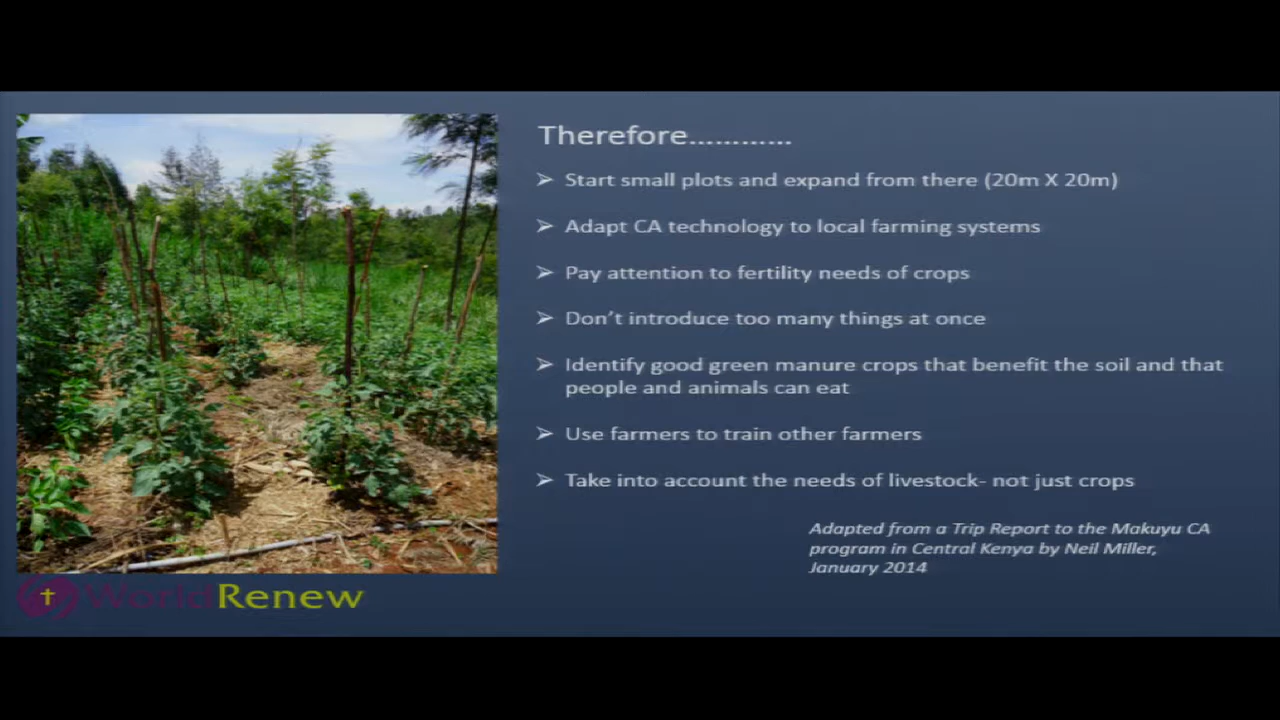 Therefore............
➢ Start small plots and expand from there (20m X 20m)
➢ Adapt CA technology to local farming systems
➢ Pay attention to fertility needs of crops
➢ Don't introduce too many things at once
➢ Identify good green manure crops that benefit the soil and that
people and animals can eat
➢ Use farmers to train other farmers
➢ Take into account the needs of livestock- not just crops
Adapted from a Trip Report to the Makuyu CA
program in Central Kenya by Neil Miller,
January 2014
WorldRenew